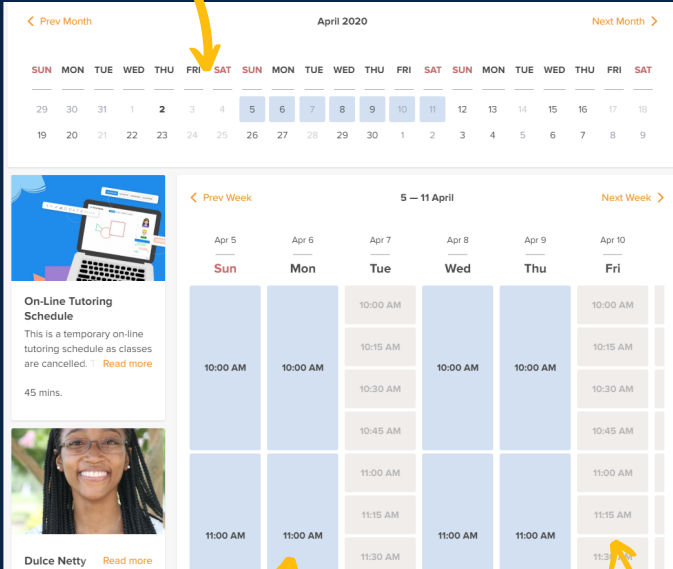 Prev Month April 2020 Next Month
SUN MON TUE WED THU FRI SAT SUN MON TUE WED THU FRI SAT SUN MON TUE WED THU FRI SAT
29 30 31 1 2 3 4 5 6 7 8 9 10 11 12 13 14 15 16 17 18
19 20 21 22 23 24 25 26 27 28 29 30 1 2 3 4 5 6 7 8 9
On-Line Tutoring
Schedule
This is a temporary on-line
tutoring schedule as classes
are cancelled. Read more
45 mins.
Dulce Netty Read more
Prev Week 5 — 11 April Next Week
Apr 5 Apr 6 Apr 7 Apr 8 Apr 9 Apr 10
Sun Mon Tue Wed Thu Fri
10:00 AM 10:00 AM
10:15 AM 10:15 AM
10:00 AM 10:00 AM 10:00 AM 10:00 AM
10:30 AM 10:30 AM
10:45 AM 10:45 AM
11:00 AM 11:00 AM
11:15 AM 11:15 AM
11:00 AM 11:00 AM 11:00 AM 11:00 AM
11:30 AM